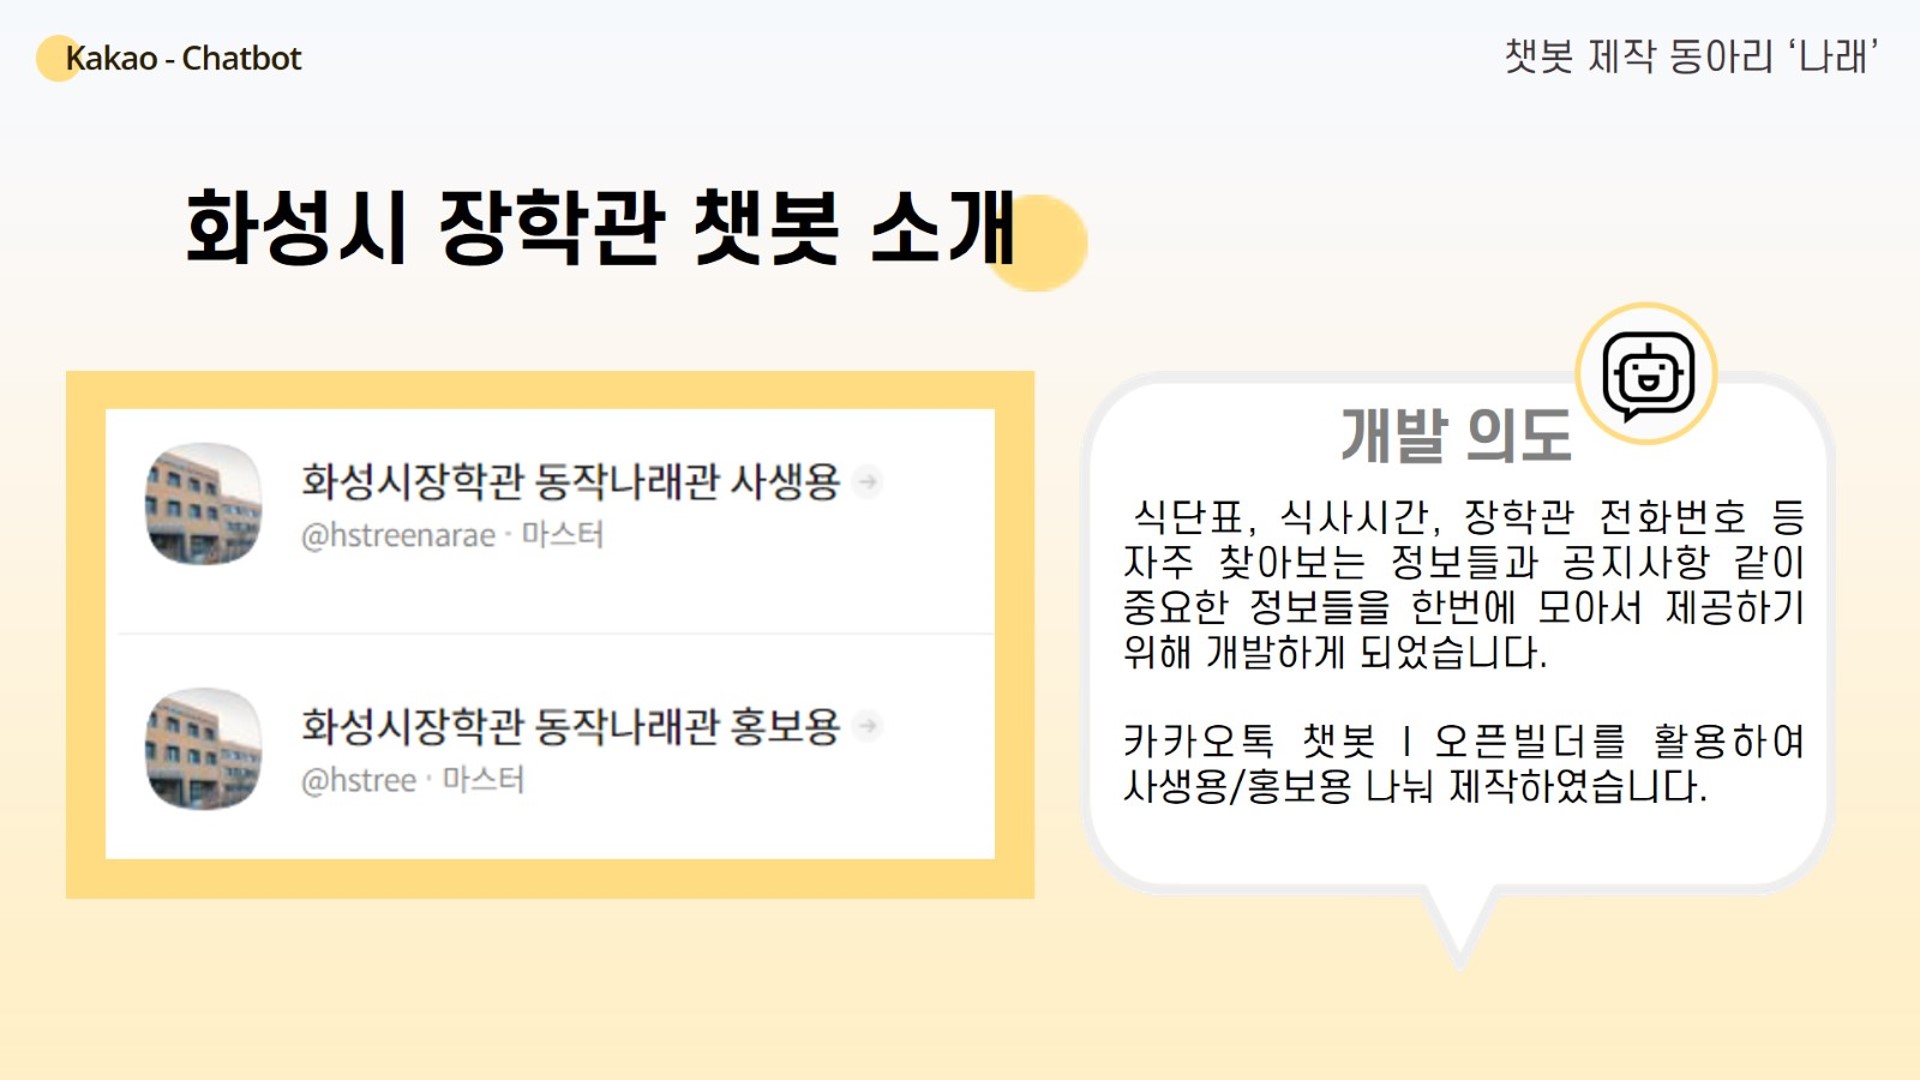 Kakao - Chatbot
챗봇 제작 동아리 ‘나래’
화성시 장학관 챗봇 소개
화성시장학관 동작나래관 사생용
@hstreenarae · 마스터
화성시장학관 동작나래관 홍보용
@hstree · 마스터
개발 의도
식단표, 식사시간, 장학관 전화번호 등
자주 찾아보는 정보들과 공지사항 같이
중요한 정보들을 한번에 모아서 제공하기
위해 개발하게 되었습니다.
카카오톡 챗봇 l 오픈빌더를 활용하여
사생용/홍보용 나눠 제작하였습니다.